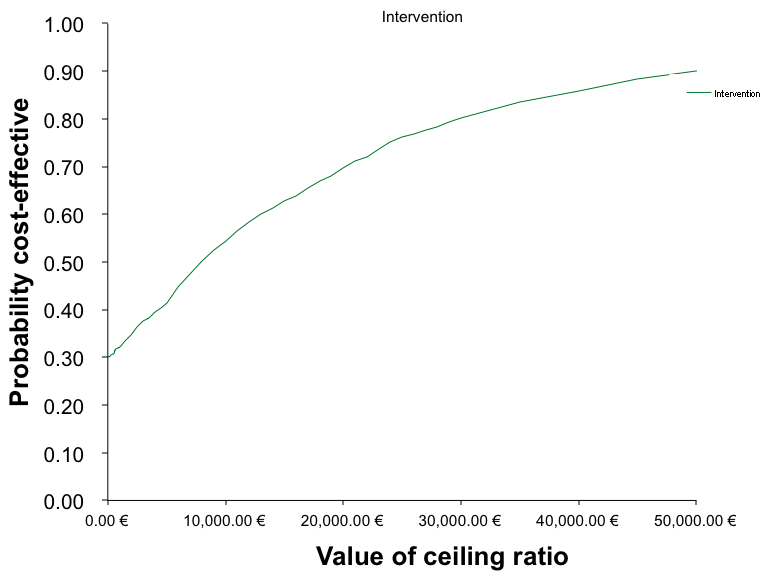 Intervention
1.00
0.90
0.80
0.70
0.60
0.50
0.40
0.30
0.20
0.10
0.00
Probability cost-effective
Intervention
0.00 € 10,000.00 € 20,000.00 € 30,000.00 € 40,000.00 € 50,000.00 €
Value of ceiling ratio